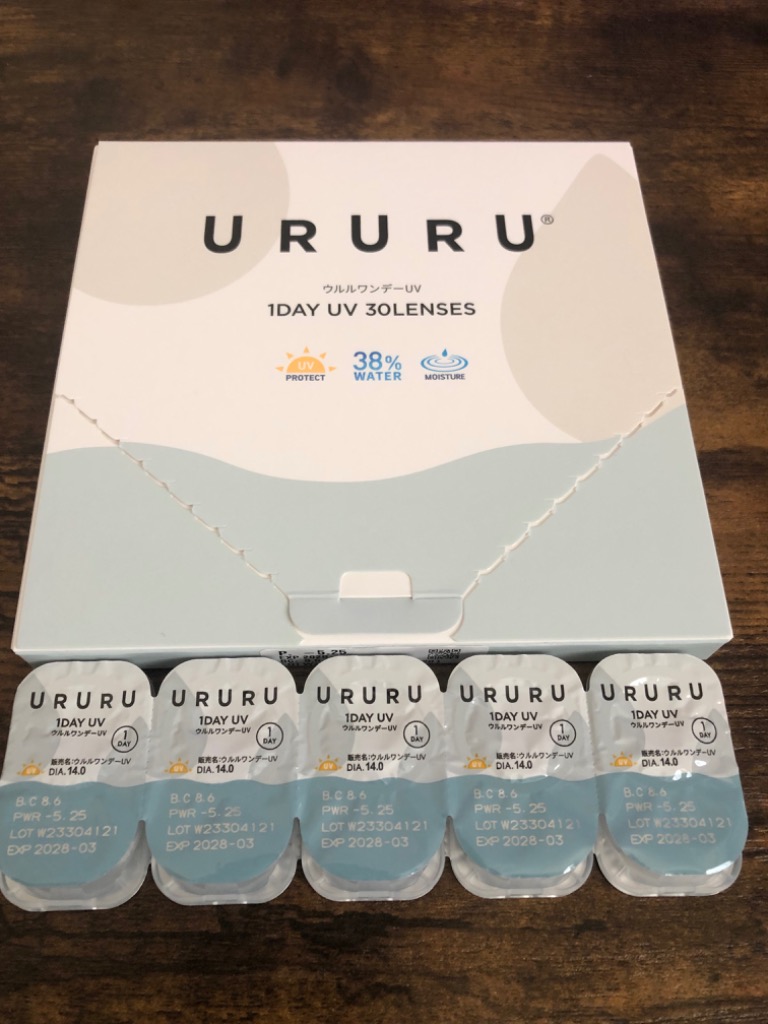 URURU®
ウルルワンデーUV
1DAY UV 30LENSES
UV
PROTECT
38%
WATER
MOISTURE
URURU
1DAY UV
ウルルワンデーUV
1
DAY
UV
販売名:ウルルワンデーUV
DIA.14.0
B.C 8.6
PWR -5.25
LOT W23304121
EXP 2028-03
URURU
1DAY UV
ウルルワンデーUV
1
DAY
UV
販売名:ウルルワンデーUV
DIA.14.0
B.C 8.6
PWR -5.25
LOT W23304121
EXP 2028-03
URURU
1DAY UV
ウルルワンデーUV
1
DAY
UV
販売名:ウルルワンデーUV
DIA.14.0
B.C 8.6
PWR -5.25
LOT W23304121
EXP 2028-03
URURU
1DAY UV
ウルルワンデーUV
1
DAY
UV
販売名:ウルルワンデーUV
DIA.14.0
B.C 8.6
PWR -5.25
LOT W23304121
EXP 2028-03
URURU
1DAY UV
ウルルワンデーUV
1
DAY
UV
販売名:ウルルワンデーUV
DIA.14.0
B.C 8.6
PWR -5.25
LOT W23304121
EXP 2028-03